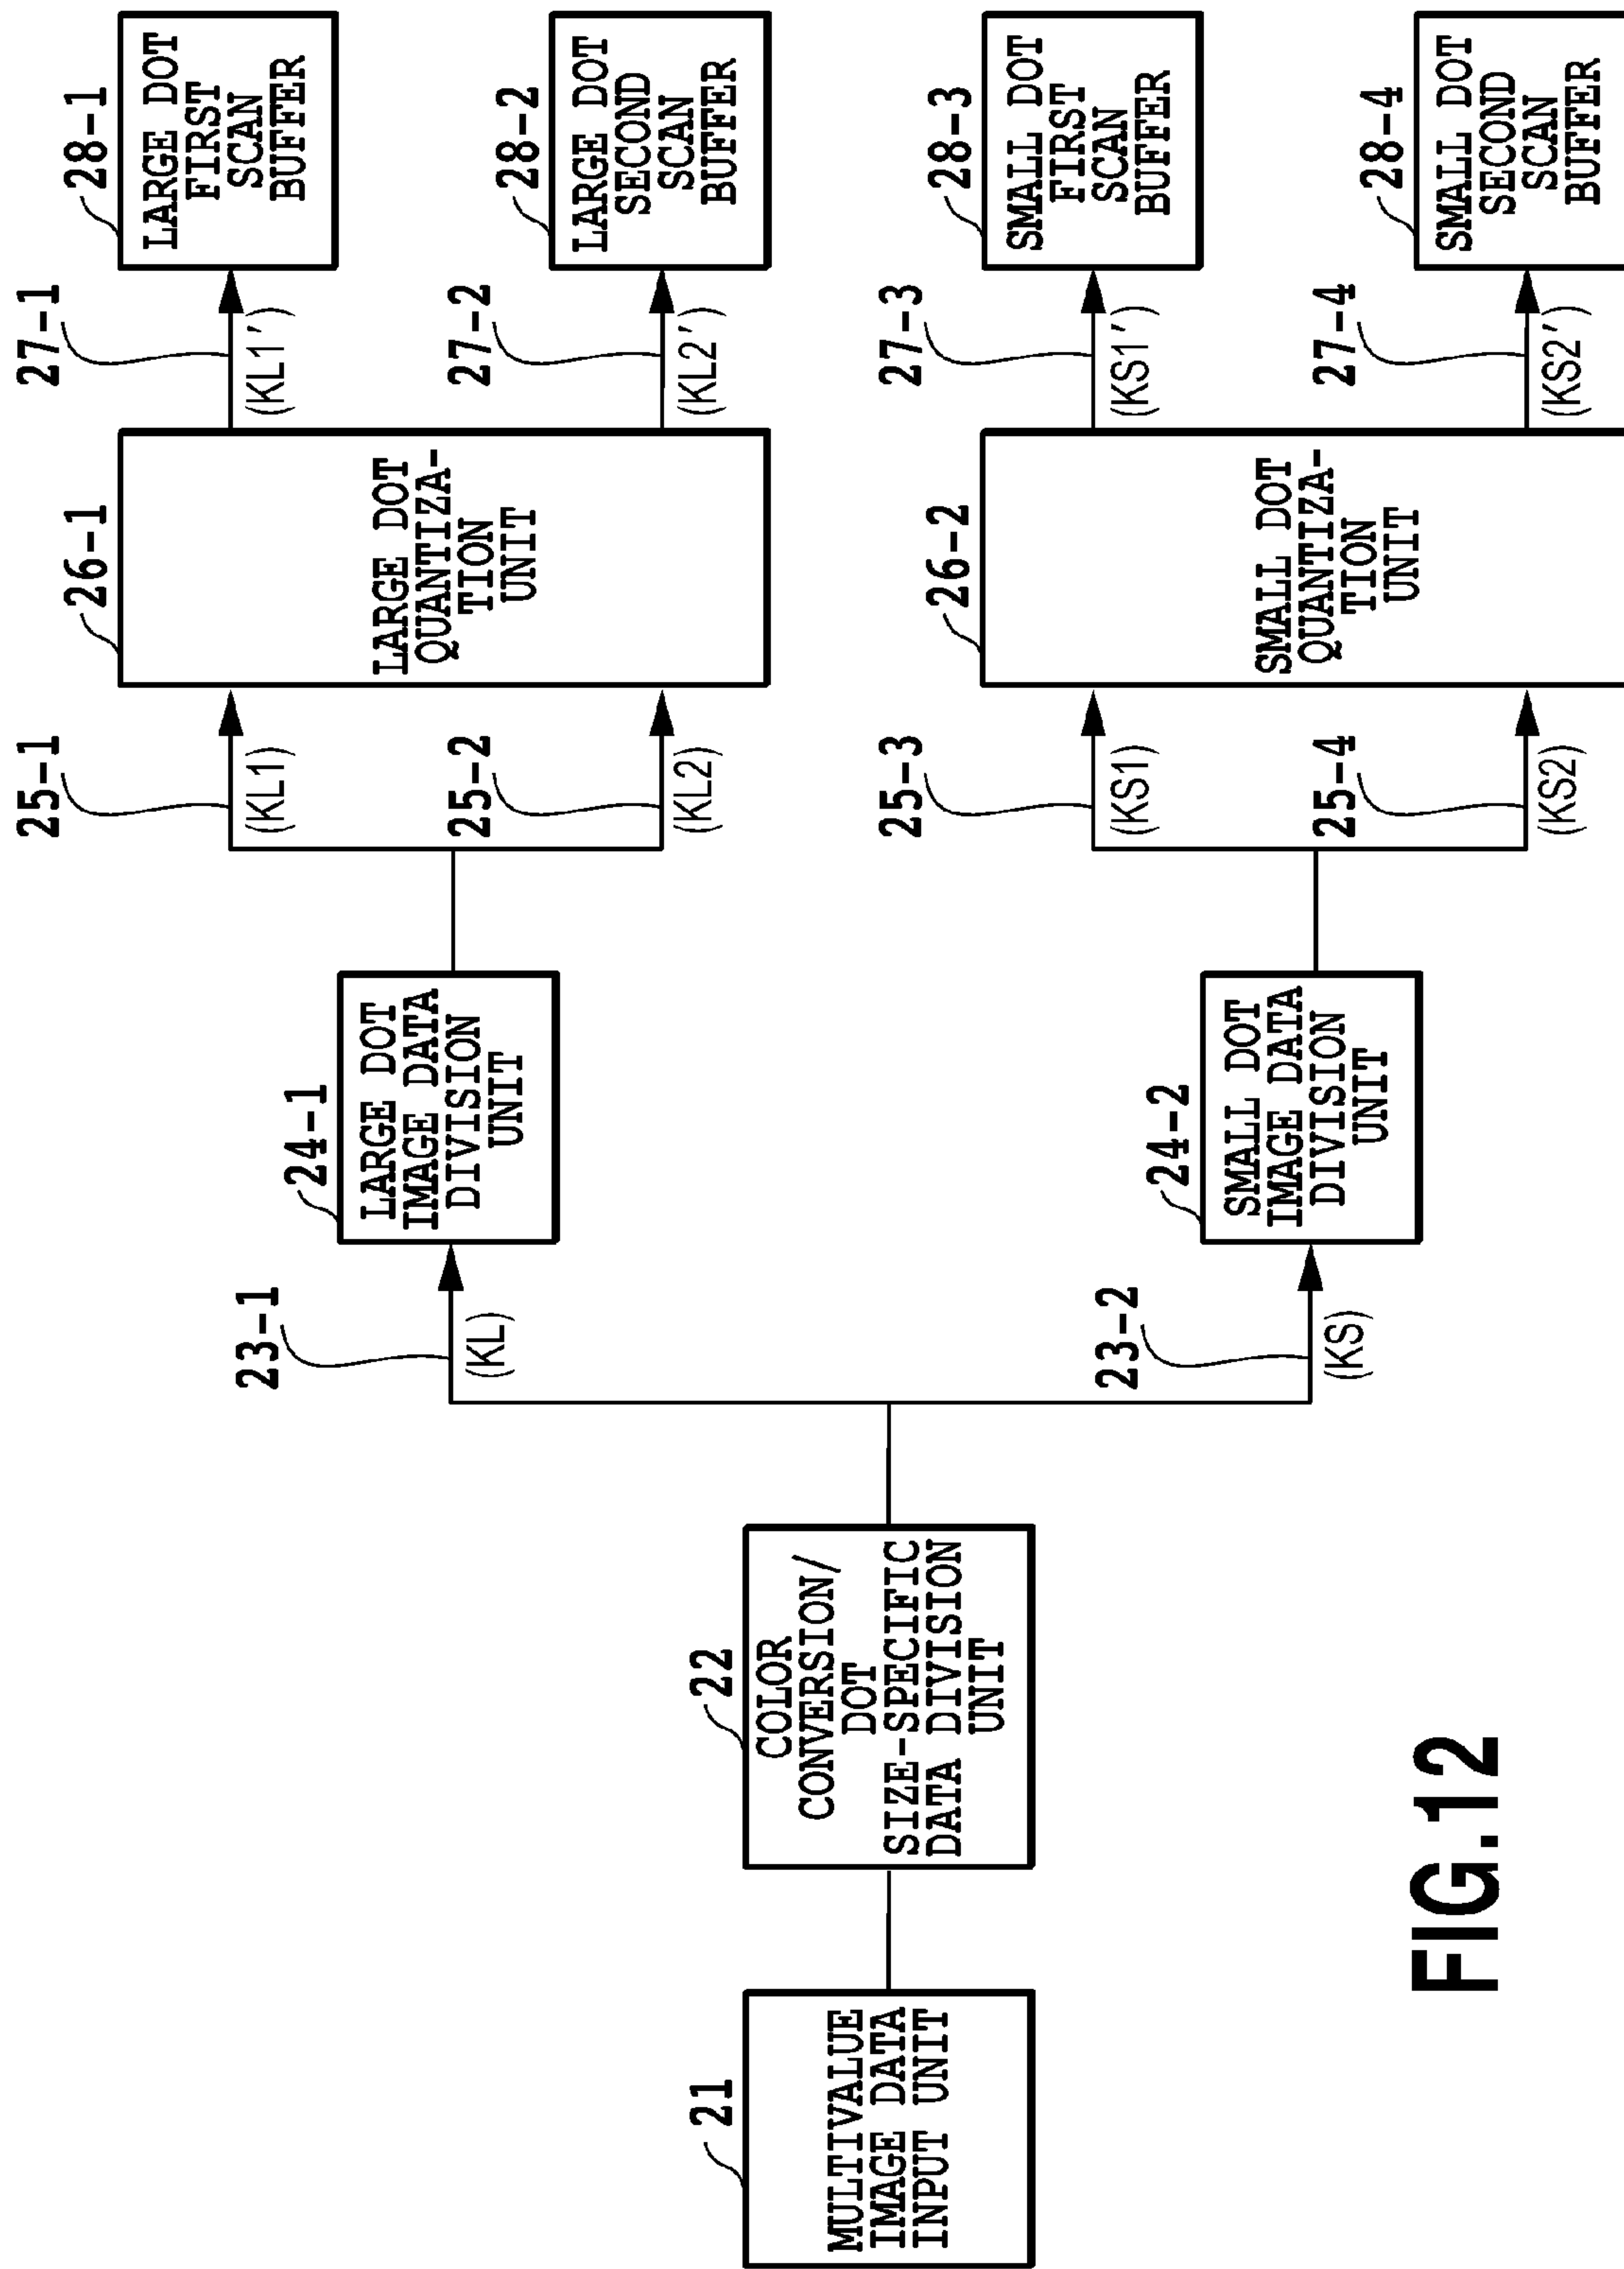 21
MULTIVALUE
IMAGE DATA
INPUT UNIT
22
COLOR
CONVERSION/
DOT
SIZE-SPECIFIC
DATA DIVISION
UNIT
23-1
(KL)
24-1
LARGE DOT
IMAGE DATA
DIVISION
UNIT
25-1
(KL1)
25-2
(KL2)
26-1
LARGE DOT
QUANTIZA-
TION
UNIT
27-1
(KL1')
28-1
LARGE DOT
FIRST
SCAN
BUFFER
27-2
(KL2')
28-2
LARGE DOT
SECOND
SCAN
BUFFER
23-2
(KS)
24-2
SMALL DOT
IMAGE DATA
DIVISION
UNIT
25-3
(KS1)
25-4
(KS2)
26-2
SMALL DOT
QUANTIZA-
TION
UNIT
27-3
(KS1')
28-3
SMALL DOT
FIRST
SCAN
BUFFER
27-4
(KS2')
28-4
SMALL DOT
SECOND
SCAN
BUFFER
FIG.12